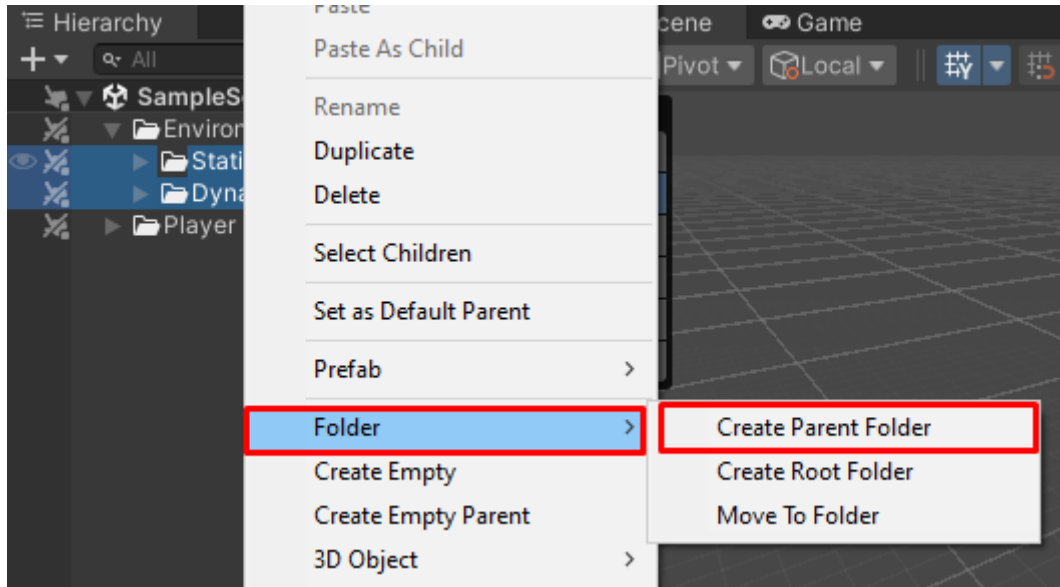 Hierarchy
All
SampleS
Environ
Stati
Dyna
Player
Paste
Paste As Child
Rename
Duplicate
Delete
Select Children
Set as Default Parent
Prefab
Folder
Create Empty
Create Empty Parent
3D Object
Create Parent Folder
Create Root Folder
Move To Folder
cene
Game
Pivot
Local